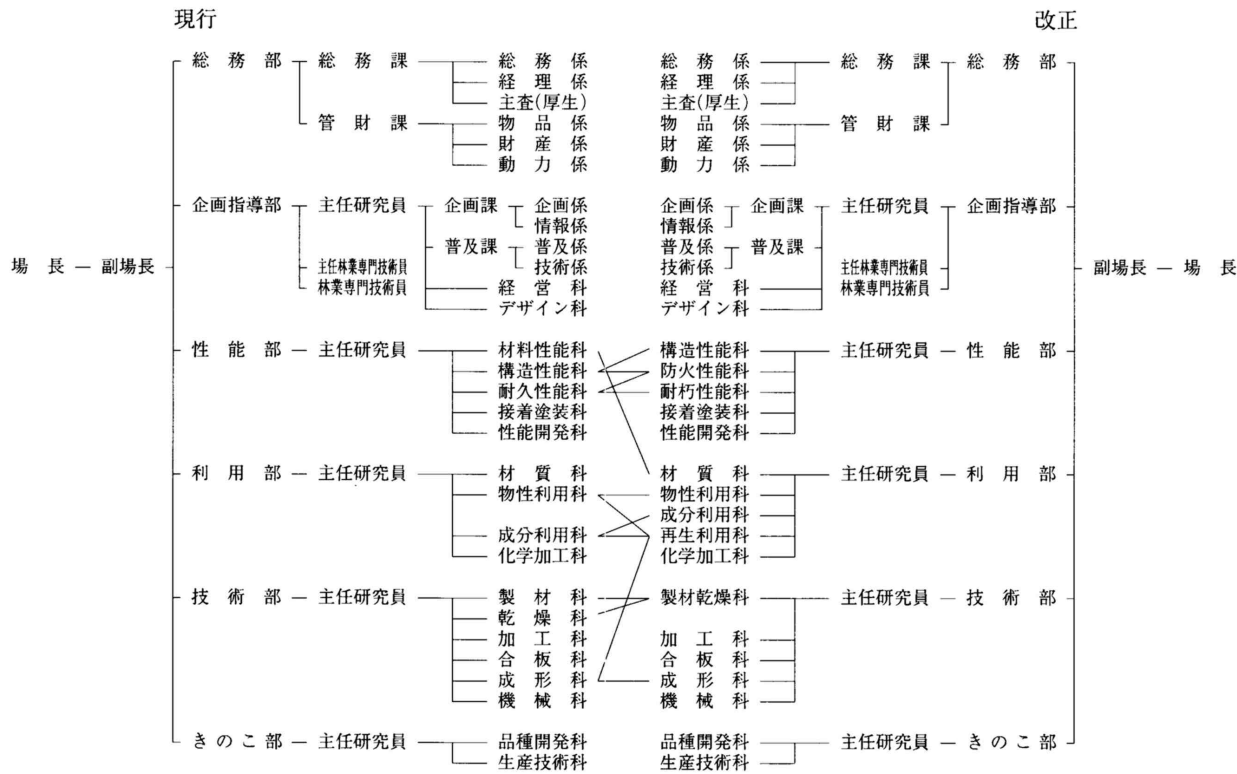 現行 改正
総務部 総務課 総務係 総務係 総務課 総務部
経理係 経理係
主査(厚生) 主査(厚生)
管財課 物品係 物品係 管財課
財産係 財産係
動力係 動力係
企画指導部 主任研究員 企画課 企画係 企画係 企画課 主任研究員 企画指導部
情報係 情報係
普及課 普及係 普及係 普及課
場長 副場長 主任林業専門技術員 技術係 技術係 主任林業専門技術員 副場長 場長
林業専門技術員 経営科 経営科 林業専門技術員
デザイン科 デザイン科
性能部 主任研究員 材料性能科 構造性能科 主任研究員 性能部
構造性能科 防火性能科
耐久性能科 耐朽性能科
接着塗装科 接着塗装科
性能開発科 性能開発科
利用部 主任研究員 材質科 材質科 主任研究員 利用部
物性利用科 物性利用科
成分利用科
成分利用科 再生利用科
化学加工科 化学加工科
技術部 主任研究員 製材科 製材乾燥科 主任研究員 技術部
乾燥科
加工科 加工科
合板科 合板科
成形科 成形科
機械科 機械科
きのこ部 主任研究員 品種開発科 品種開発科 主任研究員 きのこ部
生産技術科 生産技術科